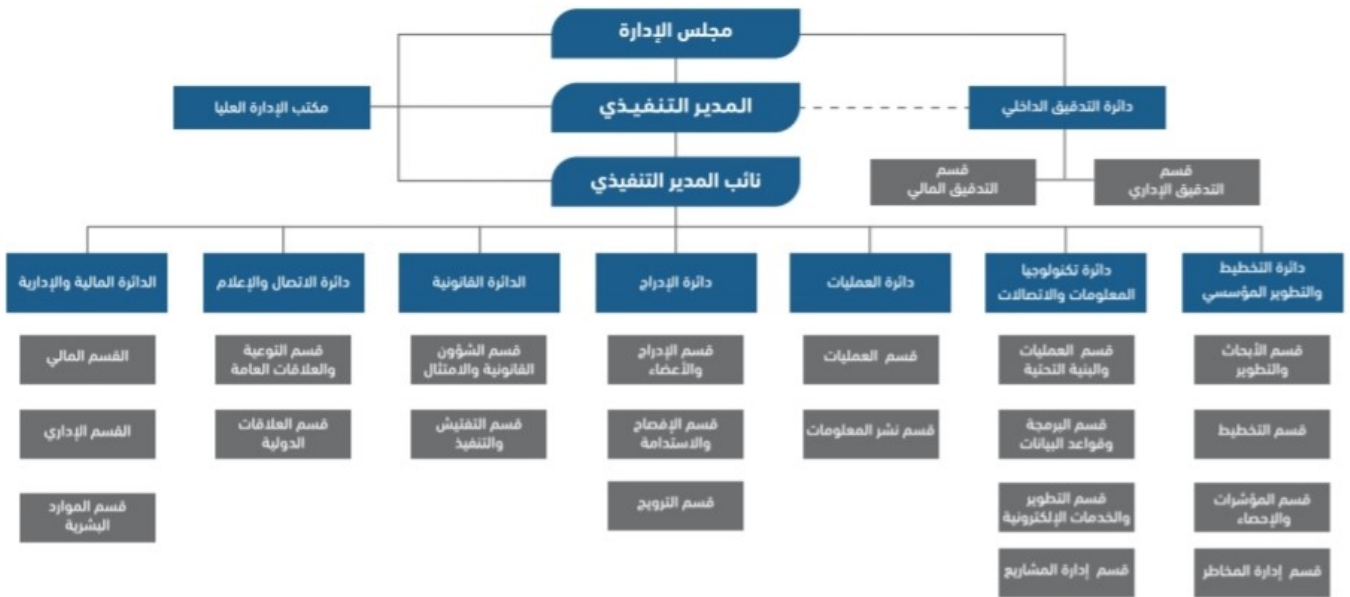 مجلس الإدارة
دائرة التدقيق الداخلي
المدير التنفيذي
مكتب الإدارة العليا
قسم
التدقيق الإداري
قسم
التدقيق المالي
نائب المدير التنفيذي
دائرة التخطيط
والتطوير المؤسسي
دائرة تكنولوجيا
المعلومات والاتصالات
دائرة العمليات
دائرة الإدراج
الدائرة القانونية
دائرة الاتصال والإعلام
الدائرة المالية والإدارية
قسم الأبحاث
والتطوير
قسم العمليات
والبنية التحتية
قسم العمليات
قسم الإدراج
والأعضاء
قسم الشؤون
القانونية والامتثال
قسم التوعية
والعلاقات العامة
القسم المالي
قسم التخطيط
قسم البرمجة
وقواعد البيانات
قسم نشر المعلومات
قسم الإفصاح
والاستدامة
قسم التفتيش
والتنفيذ
قسم العلاقات
الدولية
القسم الإداري
قسم المؤشرات
والإحصاء
قسم التطوير
والخدمات الإلكترونية
قسم الترويج
قسم الموارد
البشرية
قسم إدارة المخاطر
قسم إدارة المشاريع